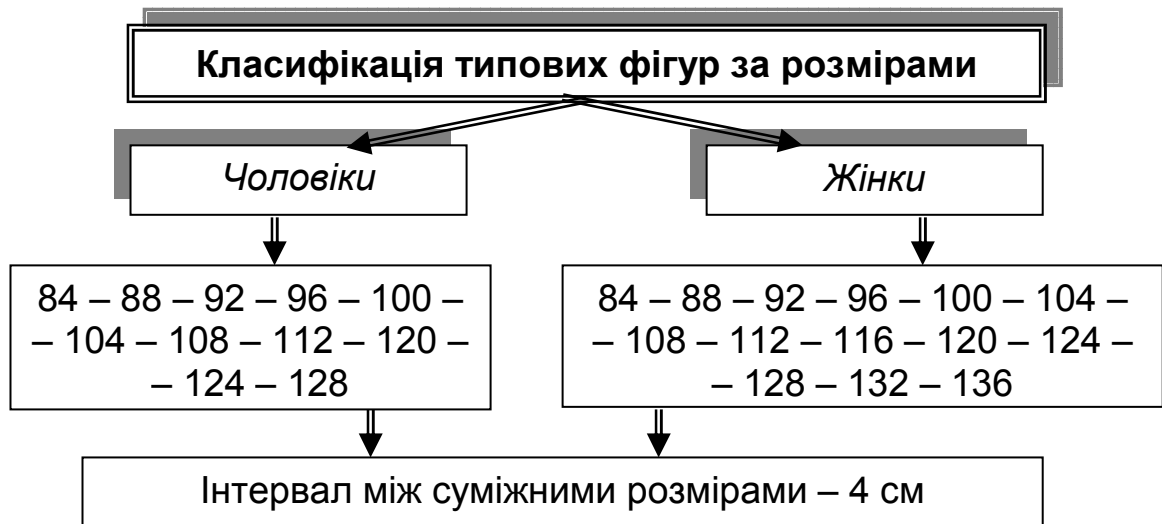 Класифікація типових фігур за розмірами
Чоловіки
Жінки
84 – 88 – 92 – 96 – 100 –
– 104 – 108 – 112 – 120 –
– 124 – 128
84 – 88 – 92 – 96 – 100 – 104 –
– 108 – 112 – 116 – 120 – 124 –
– 128 – 132 – 136
Інтервал між суміжними розмірами – 4 см